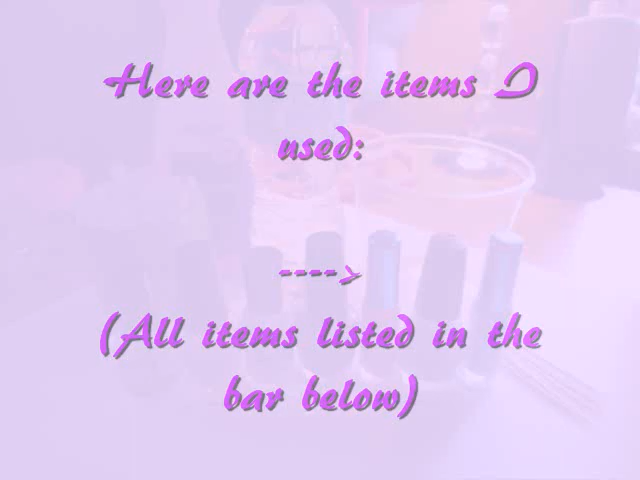 Here are the items I
used:
---->
(All items listed in the
bar below)